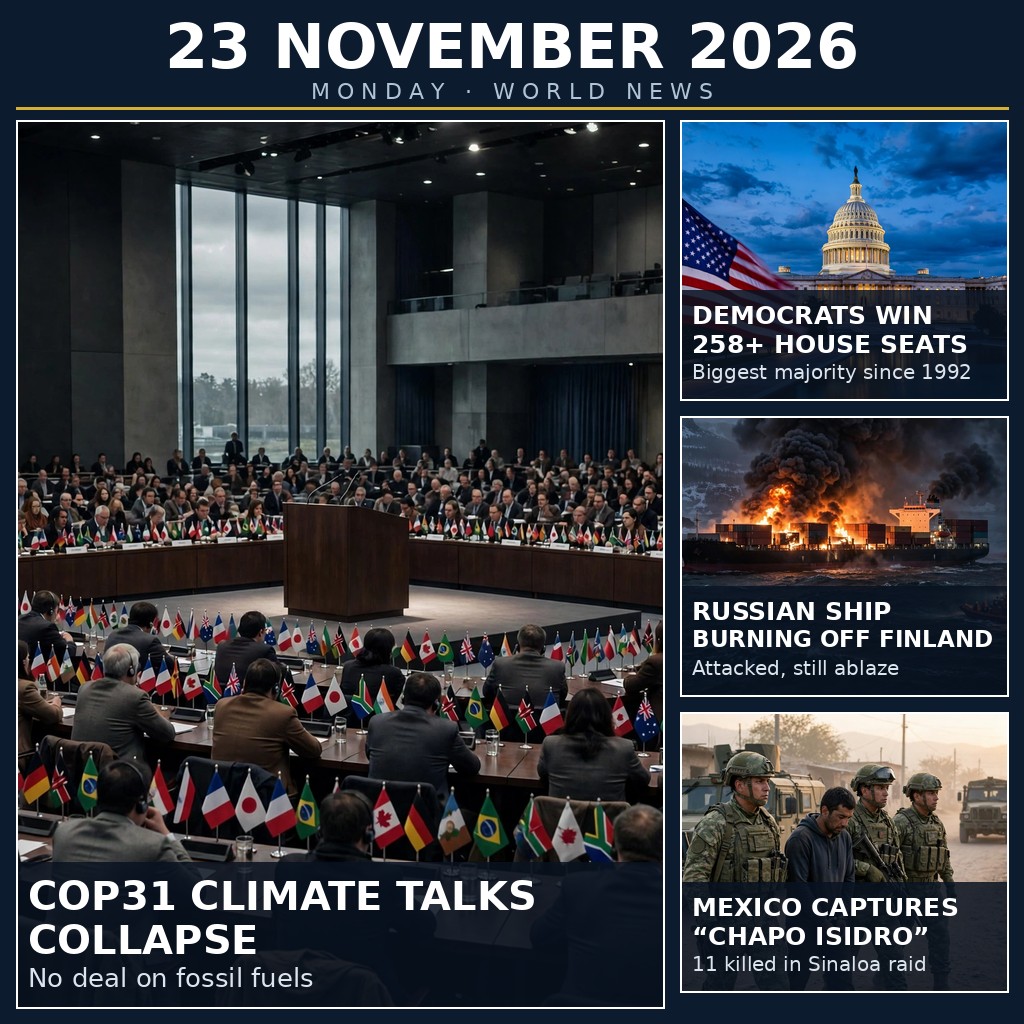 23 NOVEMBER 2026
MONDAY · WORLD NEWS
COP31 CLIMATE TALKS
COLLAPSE
No deal on fossil fuels
DEMOCRATS WIN
258+ HOUSE SEATS
Biggest majority since 1992
RUSSIAN SHIP
BURNING OFF FINLAND
Attacked, still ablaze
MEXICO CAPTURES
“CHAPO ISIDRO”
11 killed in Sinaloa raid